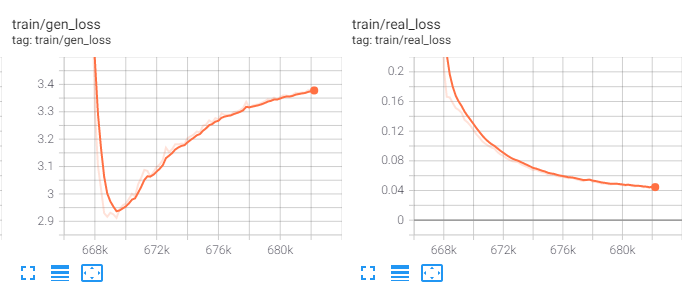 train/gen_loss
tag: train/gen_loss
3.4
3.3
3.2
3.1
3
2.9
668k 672k 676k 680k
train/real_loss
tag: train/real_loss
0.2
0.16
0.12
0.08
0.04
0
668k 672k 676k 680k